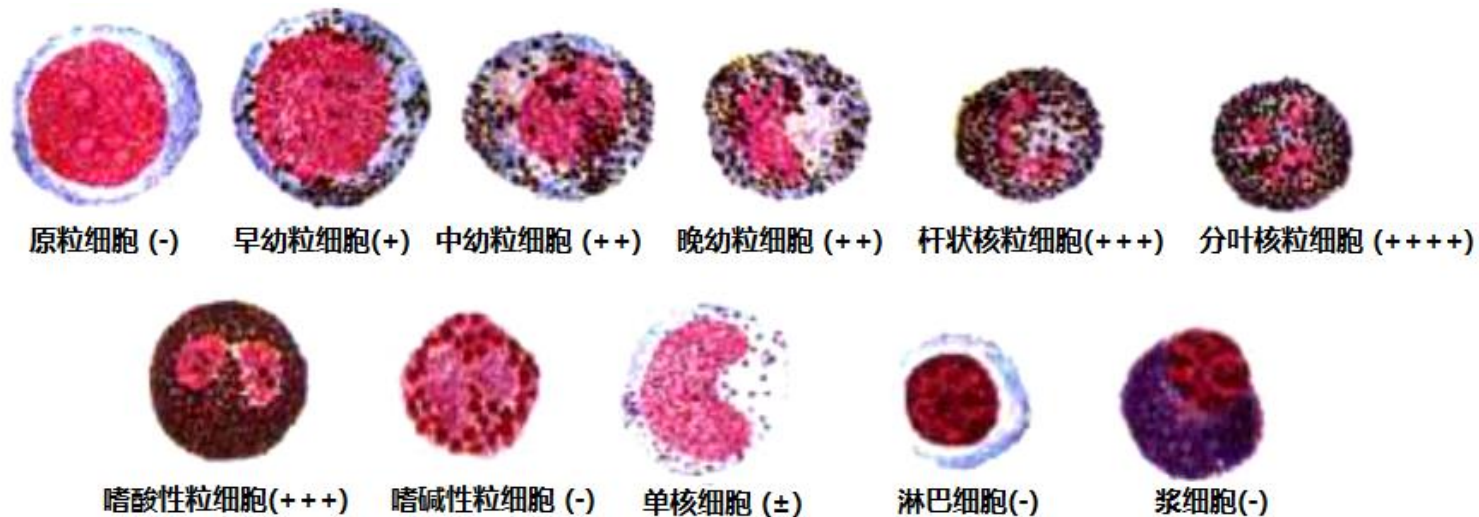 原粒细胞 (-) 早幼粒细胞(+) 中幼粒细胞 (++) 晚幼粒细胞 (++) 杆状核粒细胞(+++) 分叶核粒细胞 (++++)
嗜酸性粒细胞(+++) 嗜碱性粒细胞 (-) 单核细胞 (±) 淋巴细胞(-) 浆细胞(-)